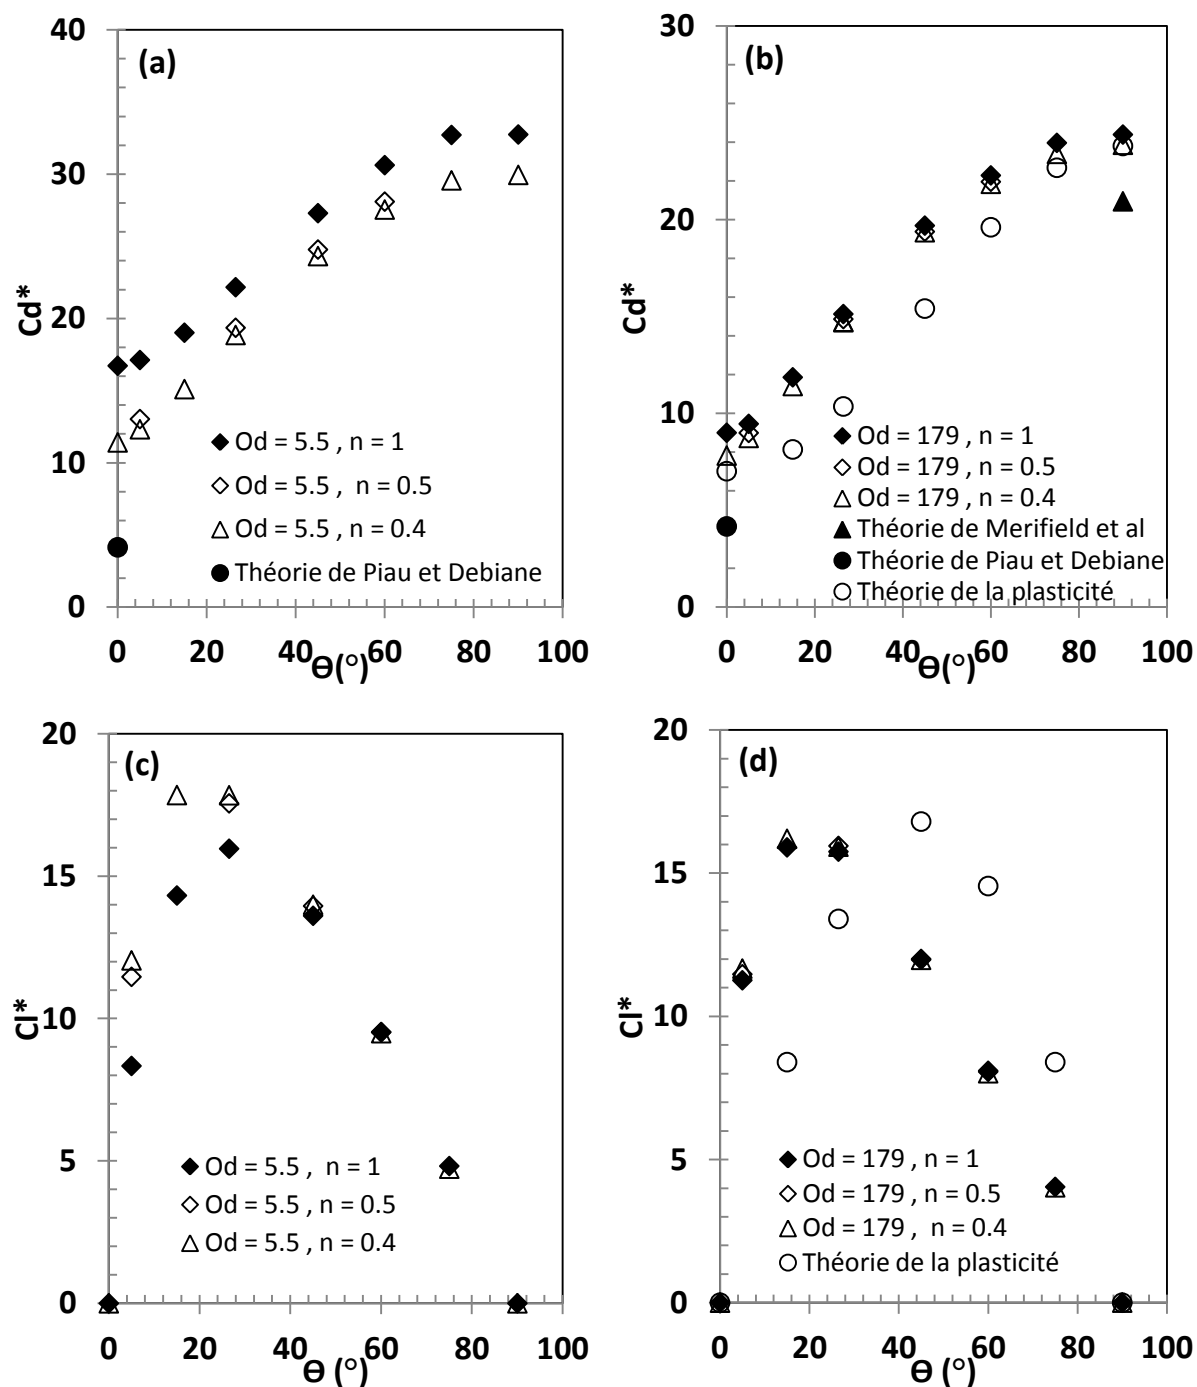 (a)
40
30
20
10
0
Cd*
Od = 5.5 , n = 1
Od = 5.5 , n = 0.5
Od = 5.5 , n = 0.4
Théorie de Piau et Debiane
0 20 40 60 80 100
Ɵ(°)
(b)
30
20
10
0
Cd*
Od = 179 , n = 1
Od = 179 , n = 0.5
Od = 179 , n = 0.4
Théorie de Merifield et al
Théorie de Piau et Debiane
Théorie de la plasticité
0 20 40 60 80 100
Ɵ(°)
(c)
20
15
10
5
0
Cl*
Od = 5.5 , n = 1
Od = 5.5 , n = 0.5
Od = 5.5 , n = 0.4
0 20 40 60 80 100
Ɵ (°)
(d)
20
15
10
5
0
Cl*
Od = 179 , n = 1
Od = 179 , n = 0.5
Od = 179 , n = 0.4
Théorie de la plasticité
0 20 40 60 80 100
Ɵ (°)